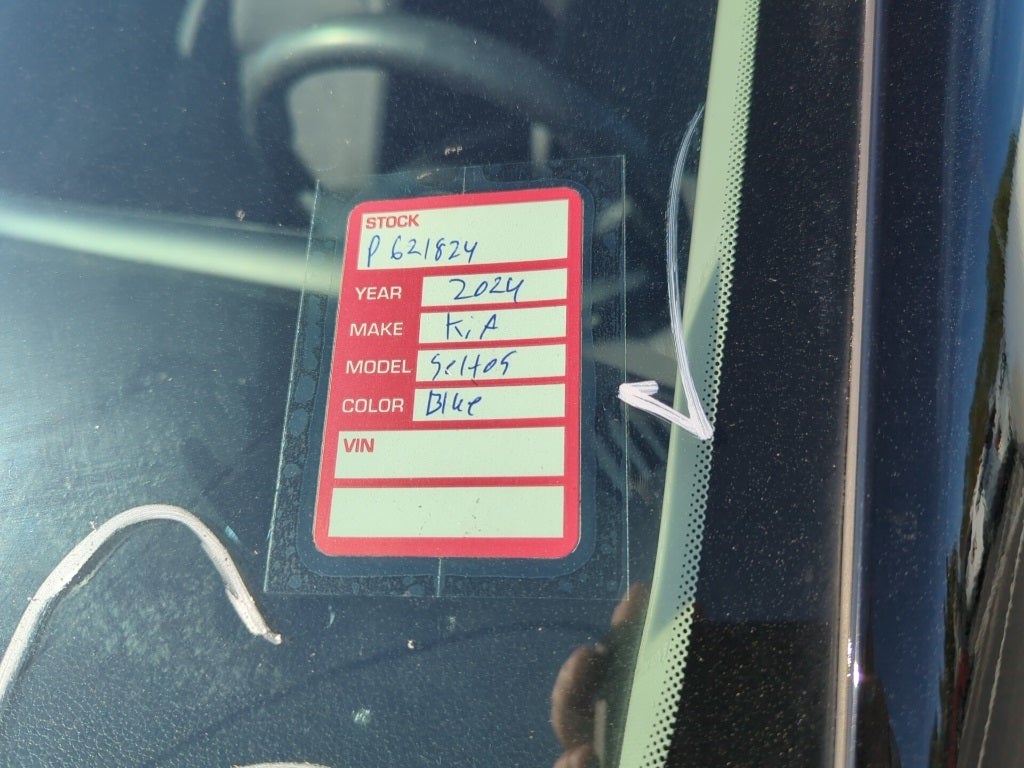 STOCK
P621824
YEAR 2024
MAKE KiA
MODEL Seltos
COLOR Blue
VIN